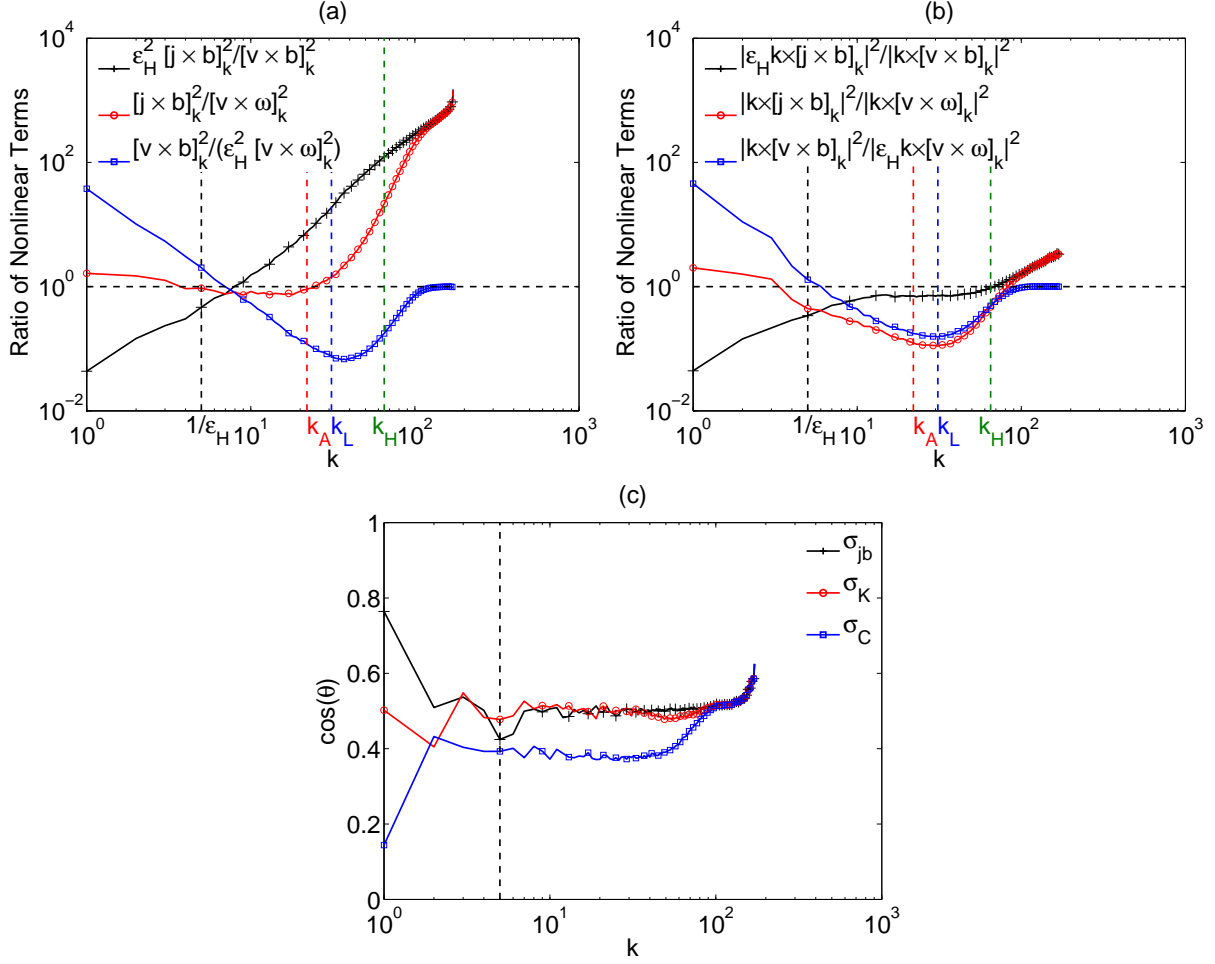 (a)
Ratio of Nonlinear Terms
10^4
10^2
10^0
10^-2
ε_H^2 [j × b]_k^2/[v × b]_k^2
[j × b]_k^2/[v × ω]_k^2
[v × b]_k^2/(ε_H^2 [v × ω]_k^2)
10^0 1/ε_H 10^1 k_A k_L k_H 10^2 10^3
k
(b)
Ratio of Nonlinear Terms
10^4
10^2
10^0
10^-2
|ε_H k×[j × b]_k|^2/|k×[v × b]_k|^2
|k×[j × b]_k|^2/|k×[v × ω]_k|^2
|k×[v × b]_k|^2/|ε_H k×[v × ω]_k|^2
10^0 1/ε_H 10^1 k_A k_L k_H 10^2 10^3
k
(c)
cos(θ)
1
0.8
0.6
0.4
0.2
0
σ_jb
σ_K
σ_C
10^0 10^1 10^2 10^3
k